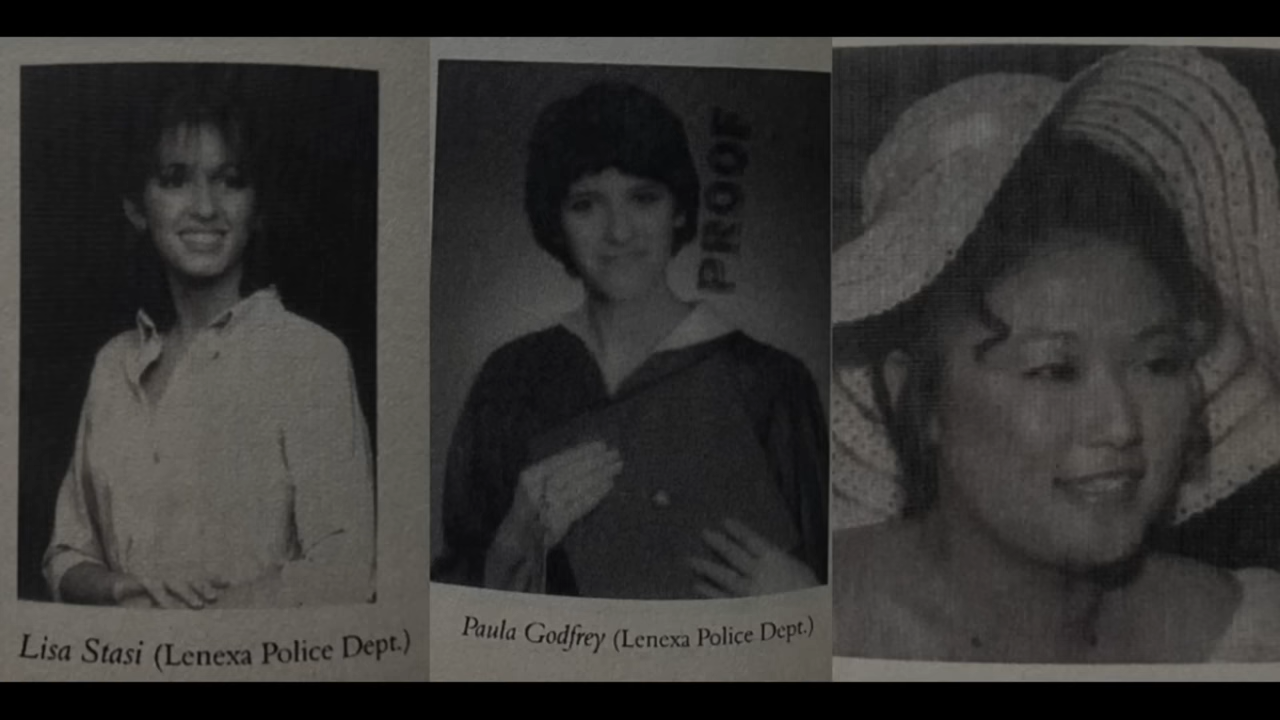 PROOF
Lisa Stasi (Lenexa Police Dept.)
Paula Godfrey (Lenexa Police Dept.)